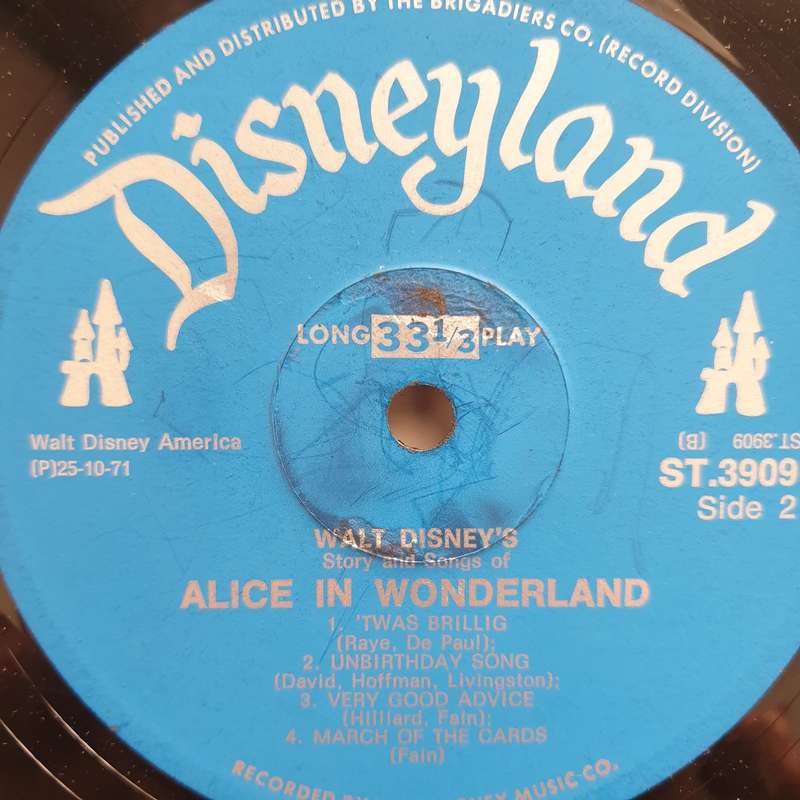 PUBLISHED AND DISTRIBUTED BY THE BRIGADIERS CO. (RECORD DIVISION)
Disneyland
LONG 33 1/3 PLAY
Walt Disney America
(P)25-10-71
ST.3909 (B)
ST.3909
Side 2
WALT DISNEY'S
Story and Songs of
ALICE IN WONDERLAND
1. 'TWAS BRILLIG
(Raye, De Paul);
2. UNBIRTHDAY SONG
(David, Hoffman, Livingston);
3. VERY GOOD ADVICE
(Hilliard, Fain);
4. MARCH OF THE CARDS
(Fain)
RECORDED BY DISNEY MUSIC CO.